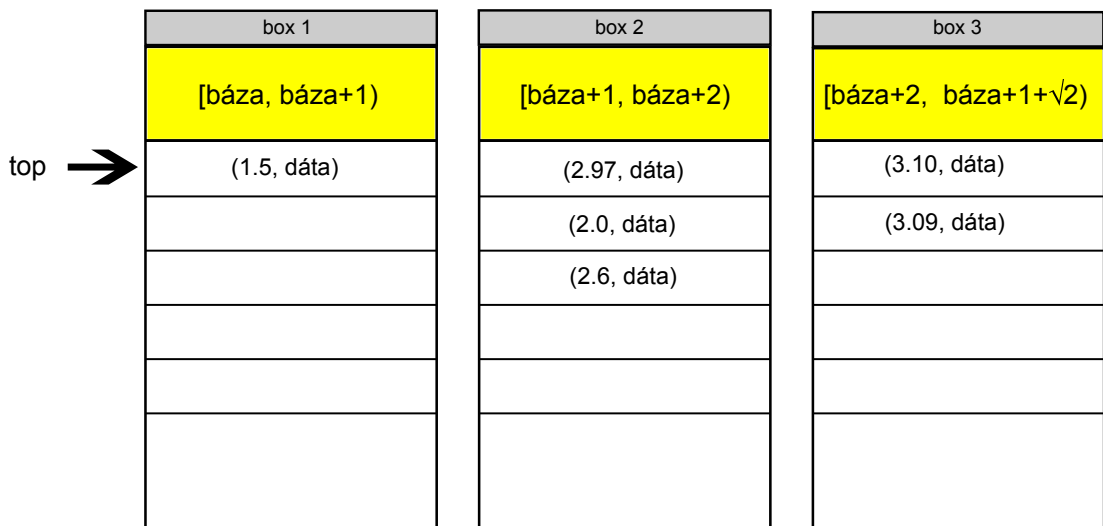 box 1 box 2 box 3
[báza, báza+1) [báza+1, báza+2) [báza+2, báza+1+√2)
top (1.5, dáta) (2.97, dáta) (3.10, dáta)
(2.0, dáta) (3.09, dáta)
(2.6, dáta)